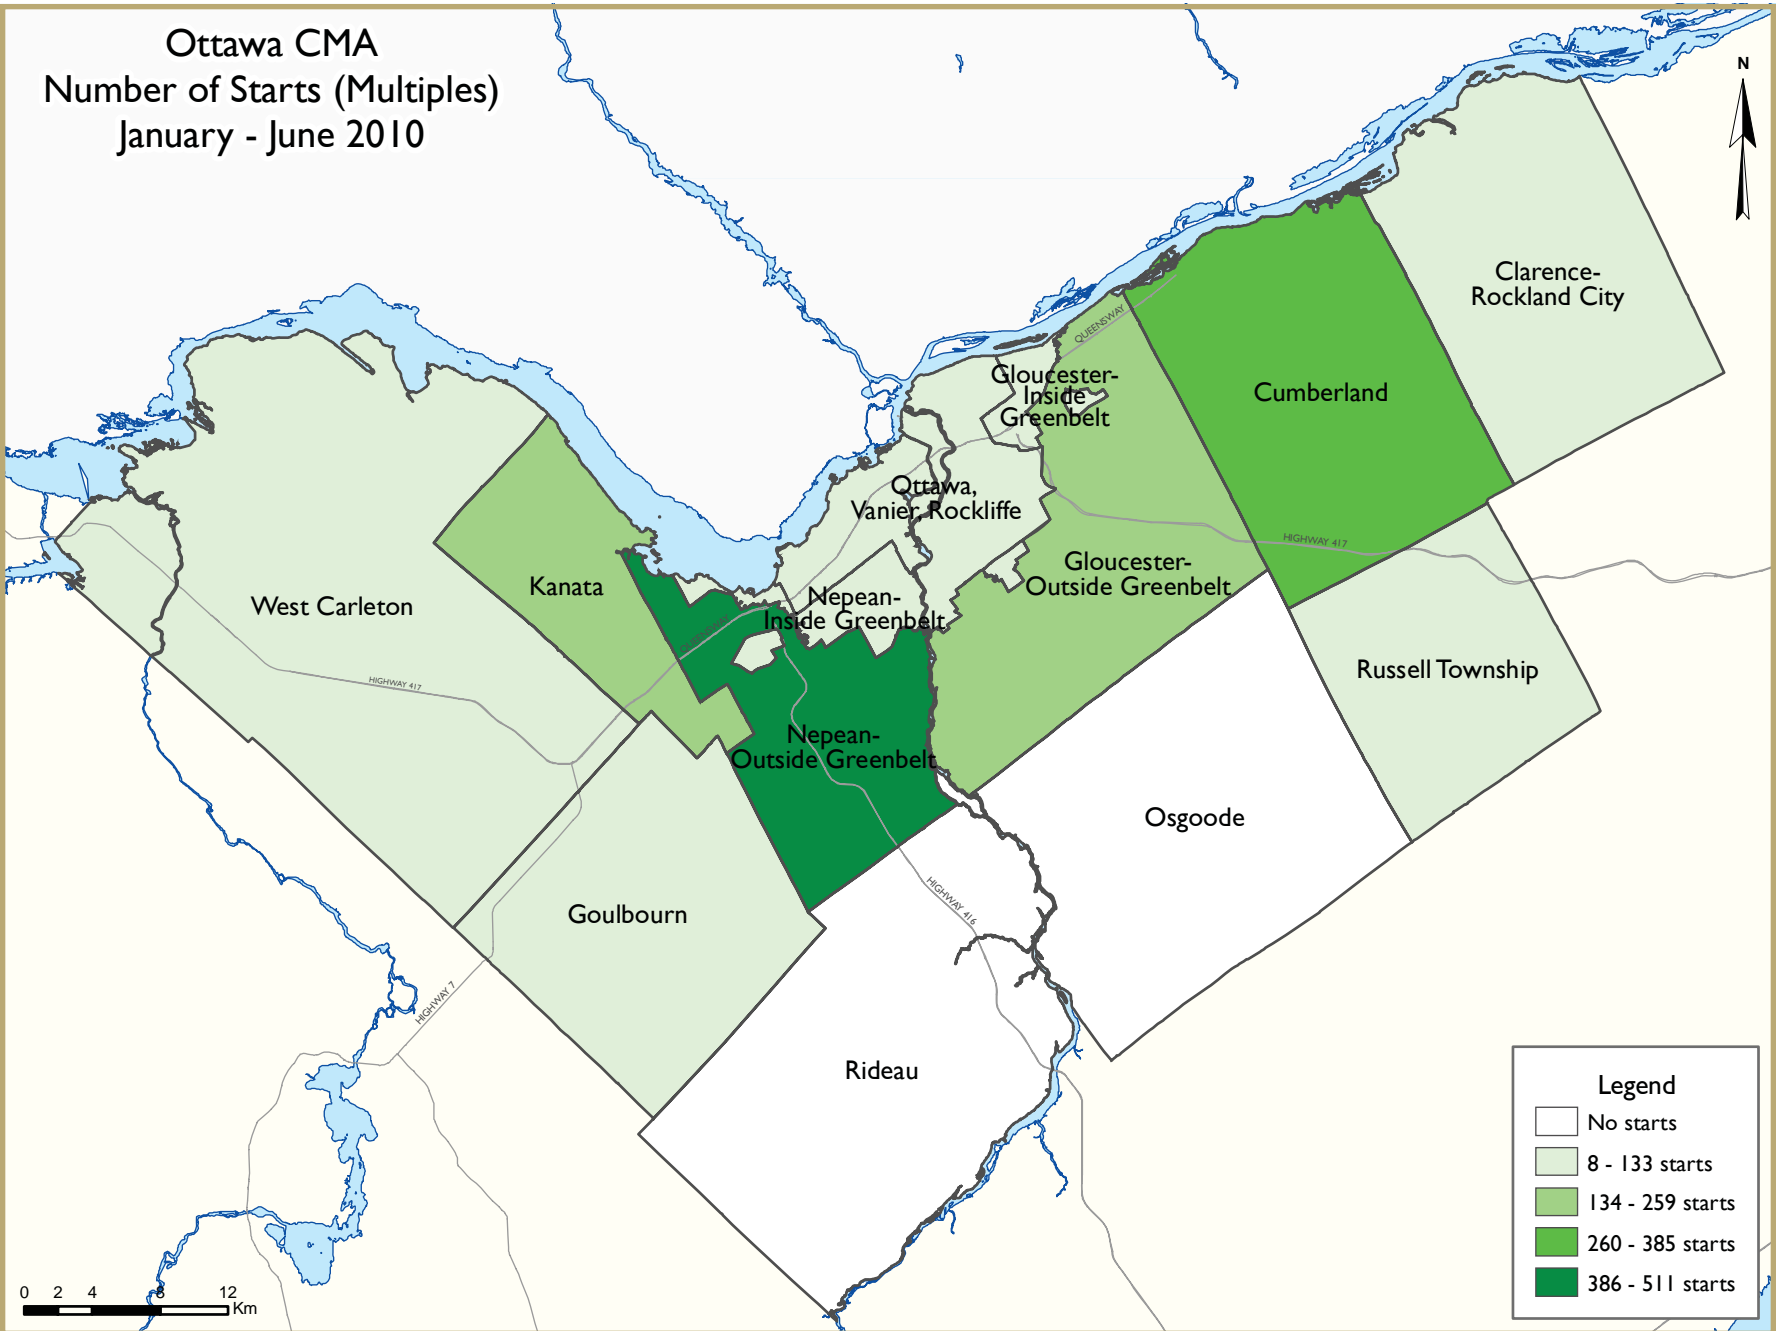 Ottawa CMA
Number of Starts (Multiples)
January - June 2010
N
Clarence-
Rockland City
QUEENSWAY
Gloucester-
Inside
Greenbelt
Cumberland
Ottawa,
Vanier, Rockliffe
HIGHWAY 417
Gloucester-
Outside Greenbelt
Kanata
West Carleton
Nepean-
Inside Greenbelt
QUEENSWAY
Russell Township
HIGHWAY 417
Nepean-
Outside Greenbelt
Osgoode
Goulbourn
HIGHWAY 416
HIGHWAY 7
Rideau
Legend
No starts
8 - 133 starts
134 - 259 starts
260 - 385 starts
386 - 511 starts
0 2 4 8 12
Km